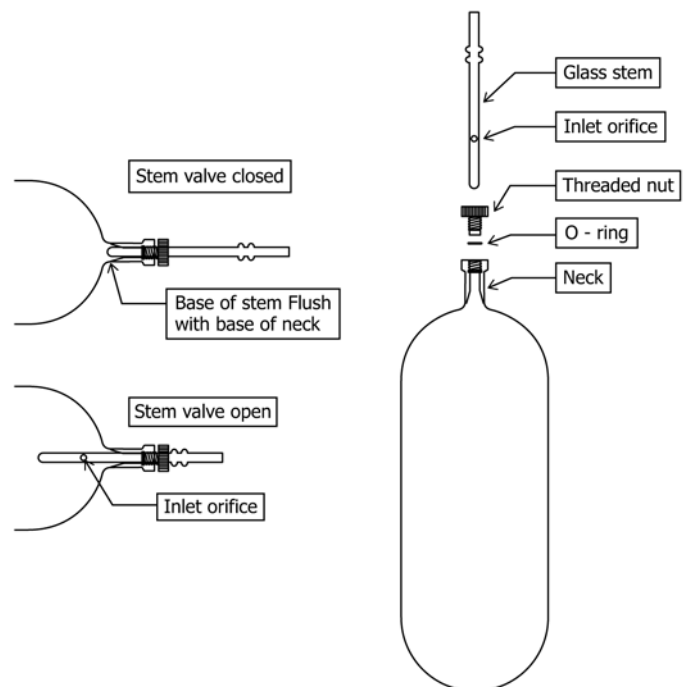 Stem valve closed
Base of stem Flush
with base of neck
Stem valve open
Inlet orifice
Glass stem
Inlet orifice
Threaded nut
O - ring
Neck